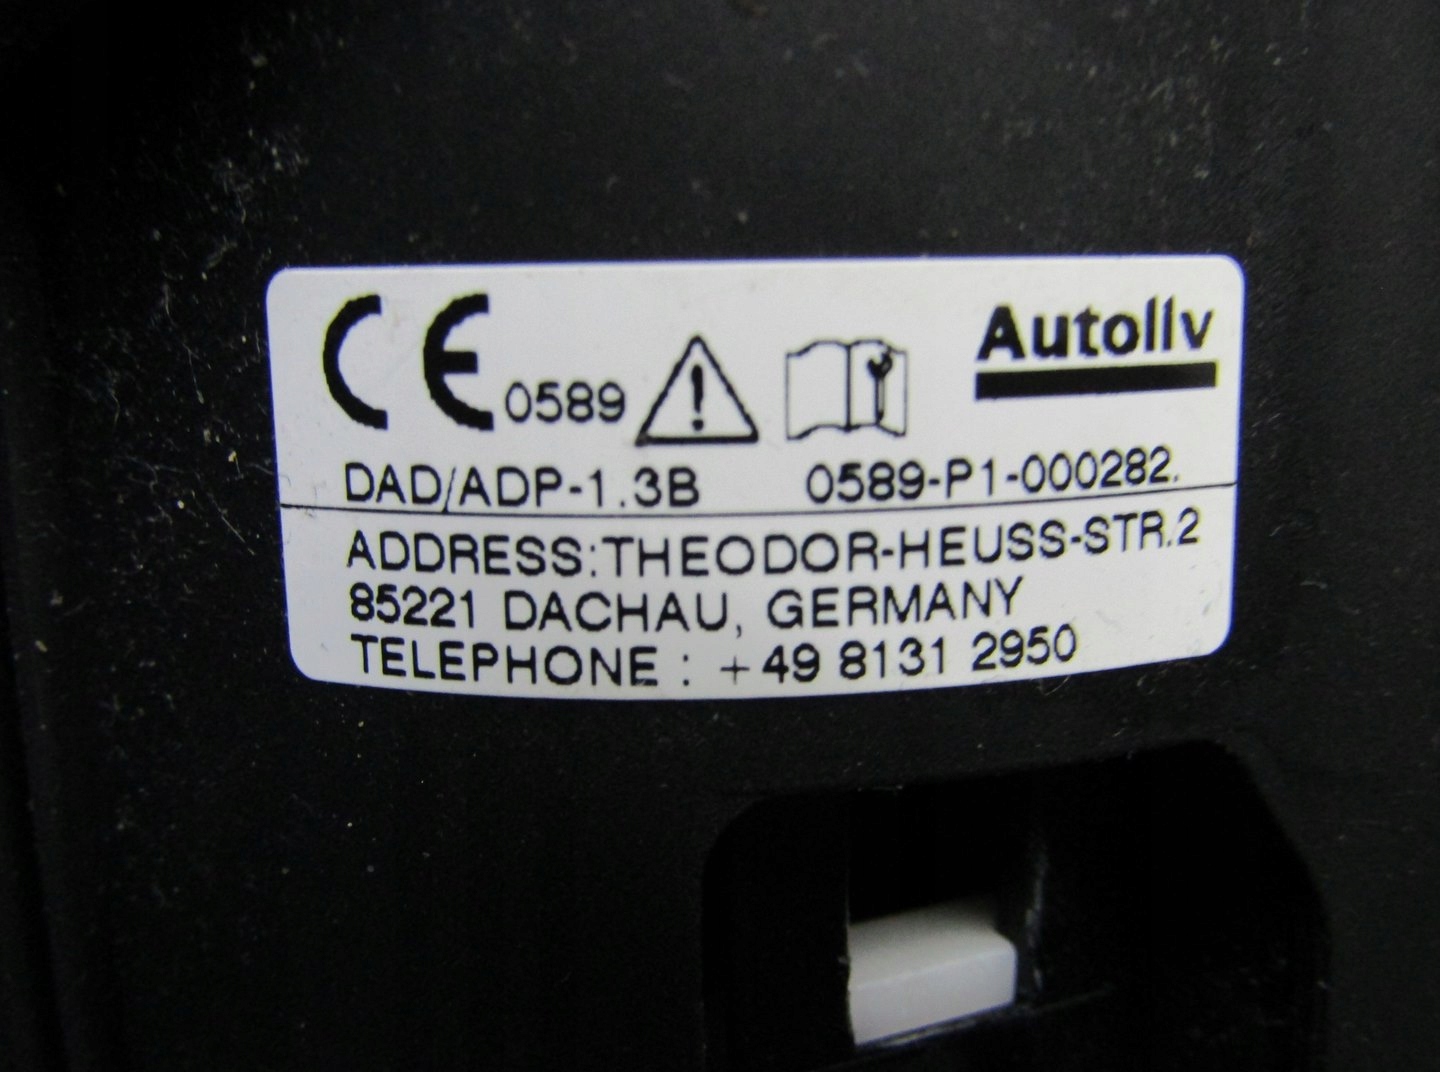 CE 0589 Autoliv
DAD/ADP-1.3B 0589-P1-000282.
ADDRESS:THEODOR-HEUSS-STR.2
85221 DACHAU, GERMANY
TELEPHONE : +49 8131 2950